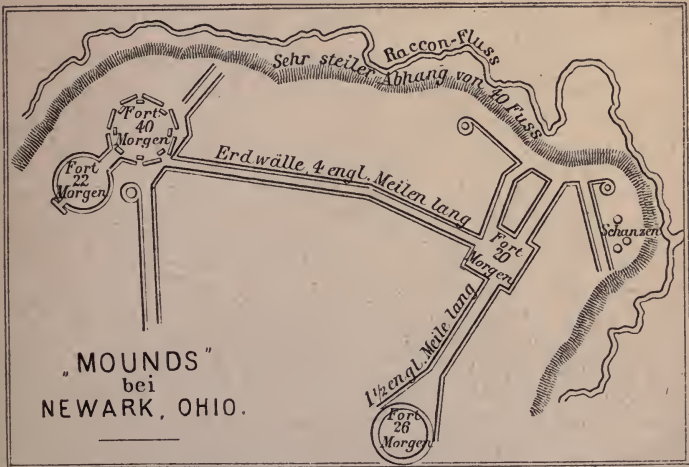 Raccon-Fluss
Sehr steiler Abhang von 40 Fuss
Fort
40
Morgen
Fort
22
Morgen
Erdwälle, 4 engl. Meilen lang
Fort
20
Morgen
Schanzen
1½ engl. Meile lang
Fort
26
Morgen
„MOUNDS"
bei
NEWARK, OHIO.